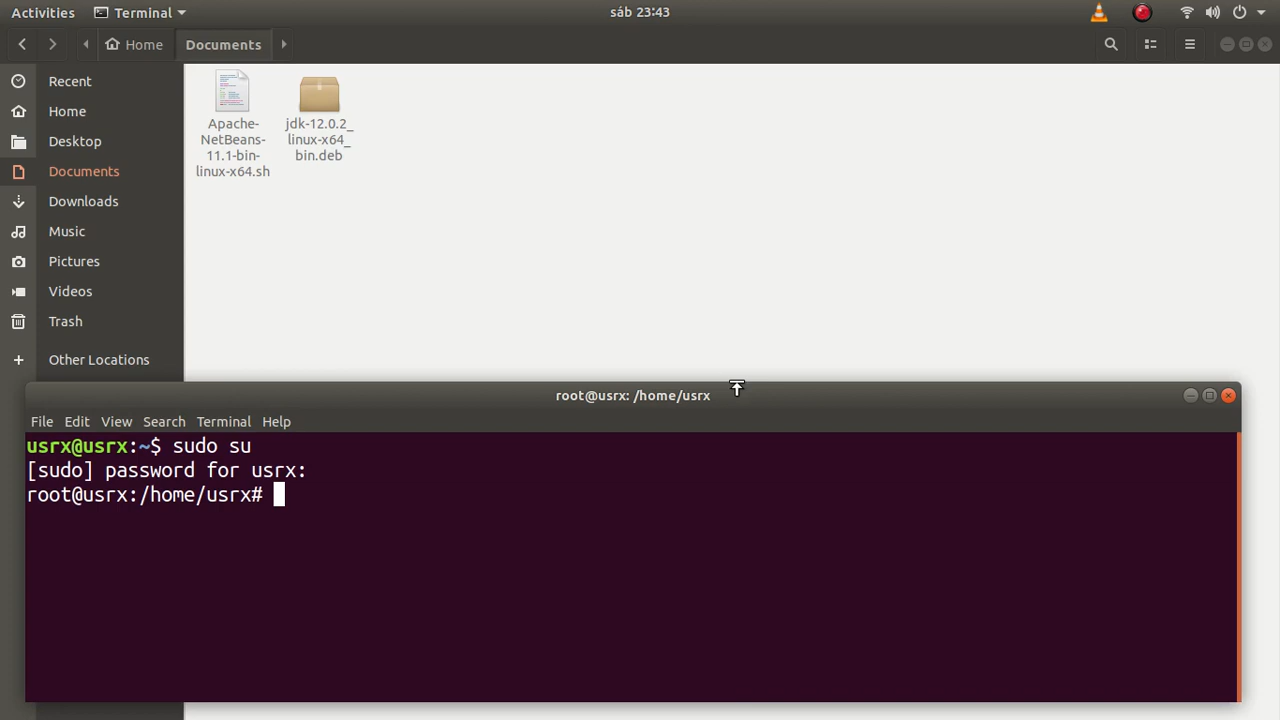 Activities
Terminal
sáb 23:43
Home
Documents
Recent
Home
Desktop
Documents
Downloads
Music
Pictures
Videos
Trash
Other Locations
Apache-
NetBeans-
11.1-bin-
linux-x64.sh
jdk-12.0.2_
linux-x64_
bin.deb
root@usrx: /home/usrx
File Edit View Search Terminal Help
usrx@usrx:~$ sudo su
[sudo] password for usrx:
root@usrx:/home/usrx#